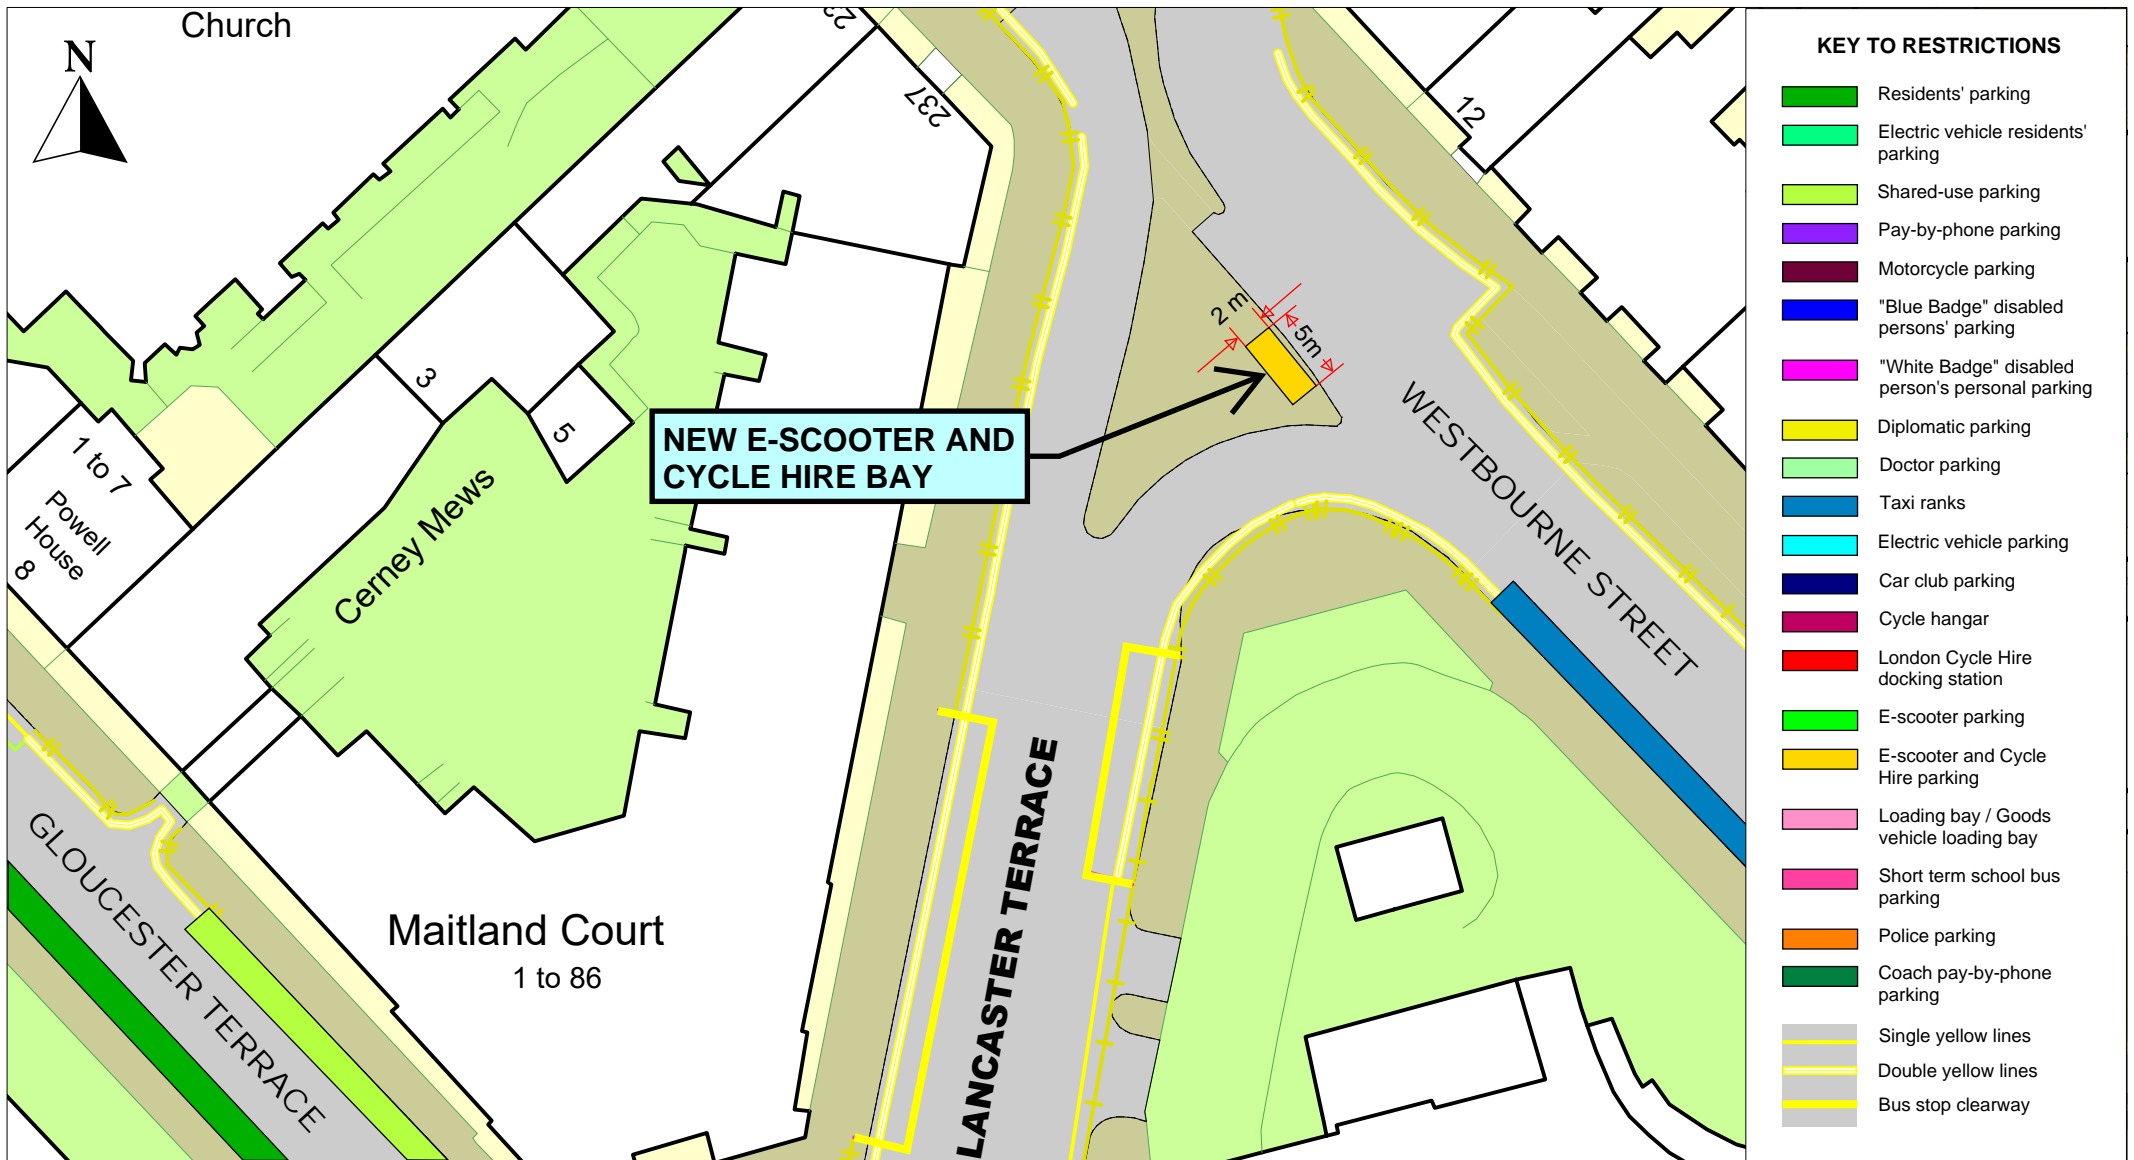 Church
N
237
12
3
5
1 to 7
Powell
House
8
Cerney Mews
2 m
5m
NEW E-SCOOTER AND
CYCLE HIRE BAY
WESTBOURNE STREET
LANCASTER TERRACE
GLOUCESTER TERRACE
Maitland Court
1 to 86
KEY TO RESTRICTIONS
Residents' parking
Electric vehicle residents'
parking
Shared-use parking
Pay-by-phone parking
Motorcycle parking
"Blue Badge" disabled
persons' parking
"White Badge" disabled
person's personal parking
Diplomatic parking
Doctor parking
Taxi ranks
Electric vehicle parking
Car club parking
Cycle hangar
London Cycle Hire
docking station
E-scooter parking
E-scooter and Cycle
Hire parking
Loading bay / Goods
vehicle loading bay
Short term school bus
parking
Police parking
Coach pay-by-phone
parking
Single yellow lines
Double yellow lines
Bus stop clearway